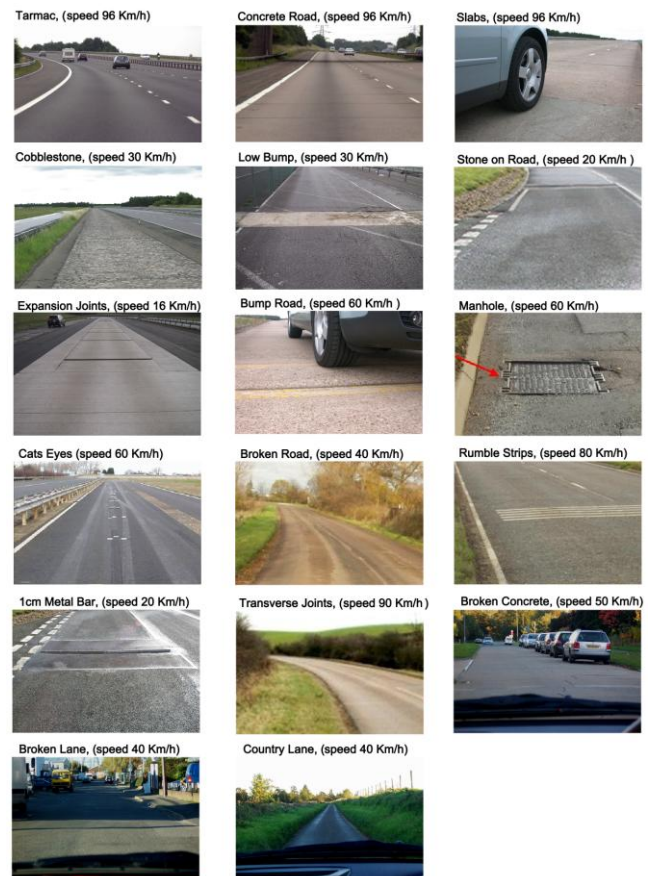 Tarmac, (speed 96 Km/h)
Concrete Road, (speed 96 Km/h)
Slabs, (speed 96 Km/h)
Cobblestone, (speed 30 Km/h)
Low Bump, (speed 30 Km/h)
Stone on Road, (speed 20 Km/h )
Expansion Joints, (speed 16 Km/h)
Bump Road, (speed 60 Km/h )
Manhole, (speed 60 Km/h)
Cats Eyes (speed 60 Km/h)
Broken Road, (speed 40 Km/h)
Rumble Strips, (speed 80 Km/h)
1cm Metal Bar, (speed 20 Km/h)
Transverse Joints, (speed 90 Km/h )
Broken Concrete, (speed 50 Km/h)
Broken Lane, (speed 40 Km/h)
Country Lane, (speed 40 Km/h)